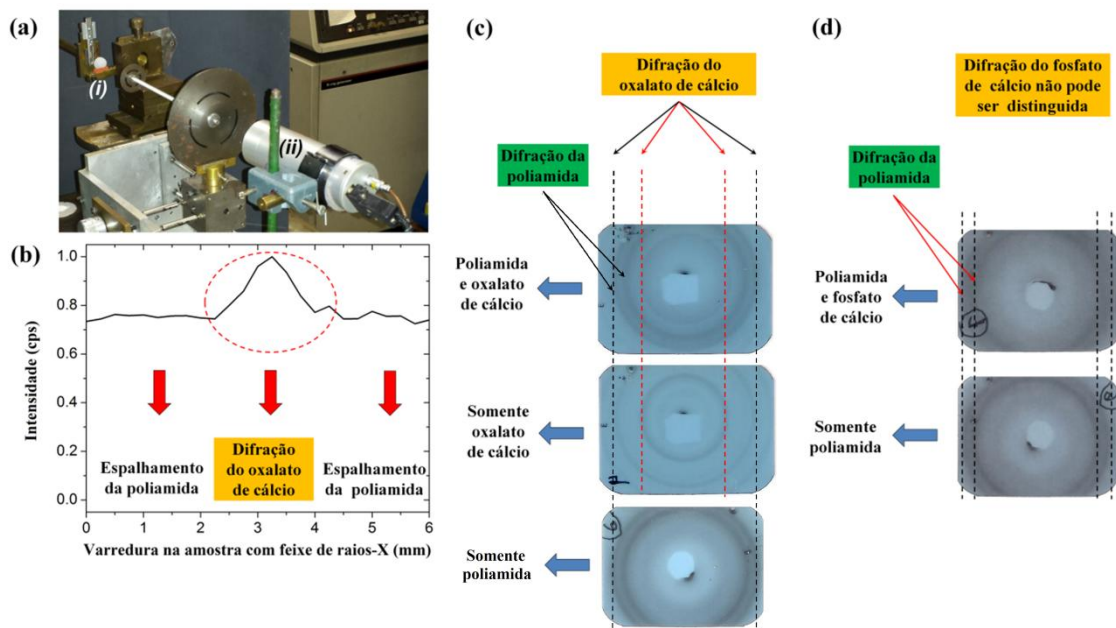 (a)
(i)
(ii)
(b)
Intensidade (cps)
1.0
0.8
0.6
0.4
0.2
0.0
Espalhamento
da poliamida
Difração
do oxalato
de cálcio
Espalhamento
da poliamida
0
1
2
3
4
5
6
Varredura na amostra com feixe de raios-X (mm)
(c)
Difração do
oxalato de cálcio
Difração da
poliamida
Poliamida
e oxalato
de cálcio
Somente
oxalato
de cálcio
Somente
poliamida
6
(d)
Difração do fosfato
de cálcio não pode
ser distinguida
Difração da
poliamida
Poliamida
e fosfato
de cálcio
Somente
poliamida